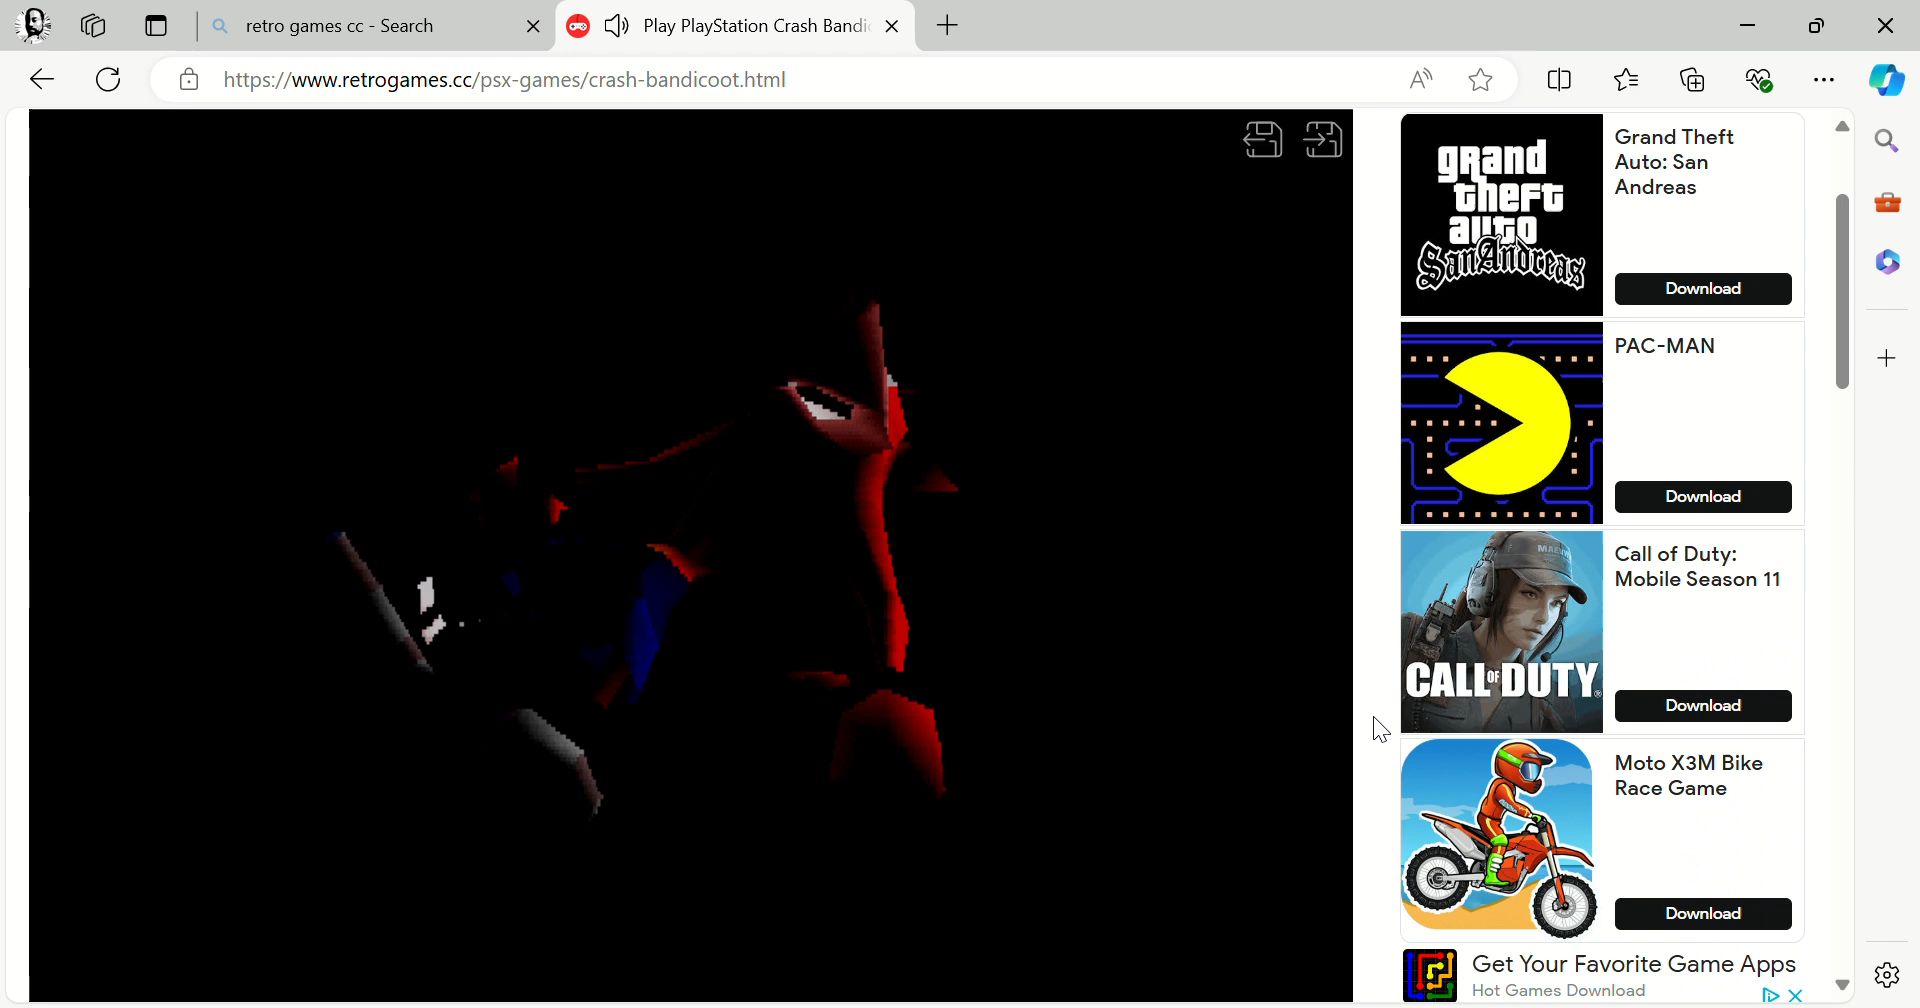 retro games cc - Search
Play PlayStation Crash Bandic
https://www.retrogames.cc/psx-games/crash-bandicoot.html
grand
theft
auto
San Andreas
Grand Theft
Auto: San
Andreas
Download
PAC-MAN
Download
CALL OF DUTY
Call of Duty:
Mobile Season 11
Download
Moto X3M Bike
Race Game
Download
Get Your Favorite Game Apps
Hot Games Download